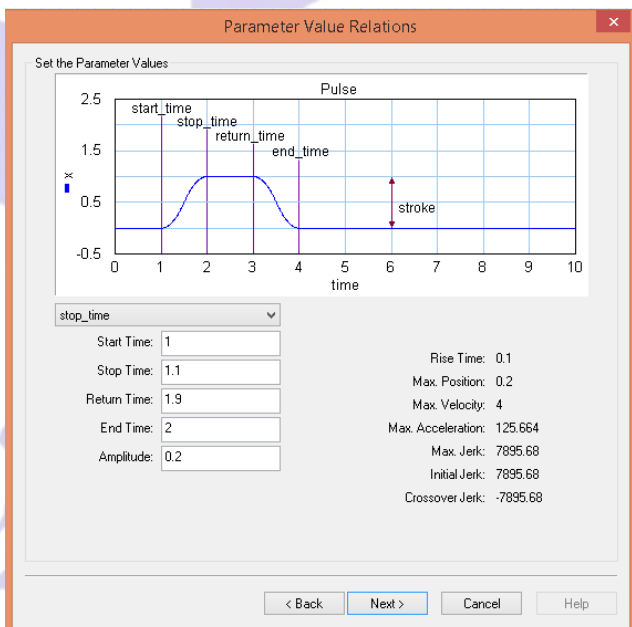 Parameter Value Relations
Set the Parameter Values
Pulse
2.5
start_time
stop_time
return_time
1.5
end_time
x
0.5
stroke
-0.5
0 1 2 3 4 5 6 7 8 9 10
time
stop_time
Start Time: 1
Stop Time: 1.1
Return Time: 1.9
End Time: 2
Amplitude: 0.2
Rise Time: 0.1
Max. Position: 0.2
Max. Velocity: 4
Max. Acceleration: 125.664
Max. Jerk: 7895.68
Initial Jerk: 7895.68
Crossover Jerk: -7895.68
< Back Next > Cancel Help